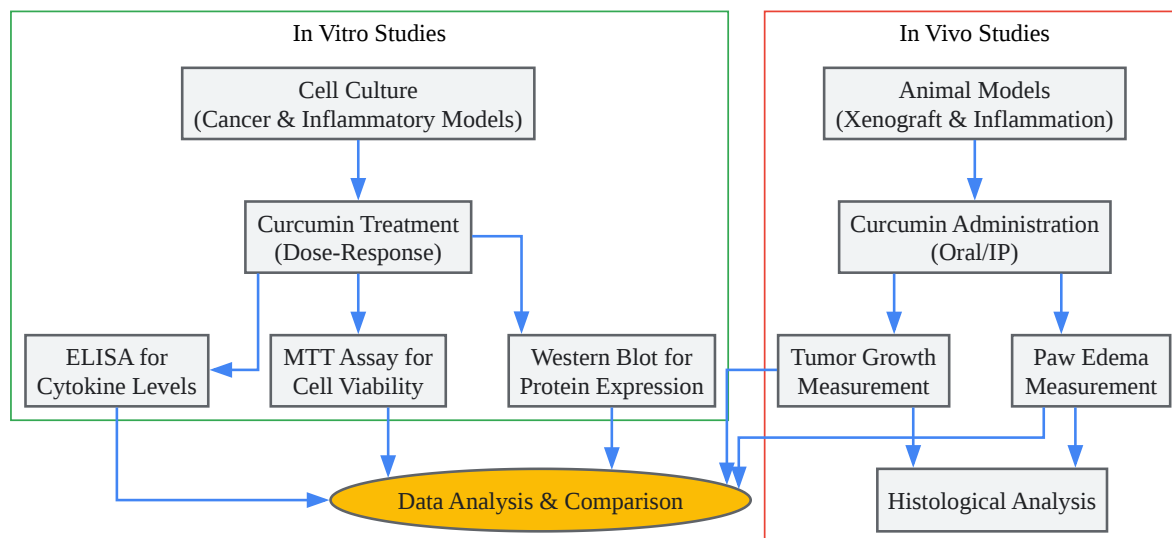 In Vitro Studies
Cell Culture
(Cancer & Inflammatory Models)
Curcumin Treatment
(Dose-Response)
ELISA for
Cytokine Levels
MTT Assay for
Cell Viability
Western Blot for
Protein Expression
In Vivo Studies
Animal Models
(Xenograft & Inflammation)
Curcumin Administration
(Oral/IP)
Tumor Growth
Measurement
Paw Edema
Measurement
Data Analysis & Comparison
Histological Analysis